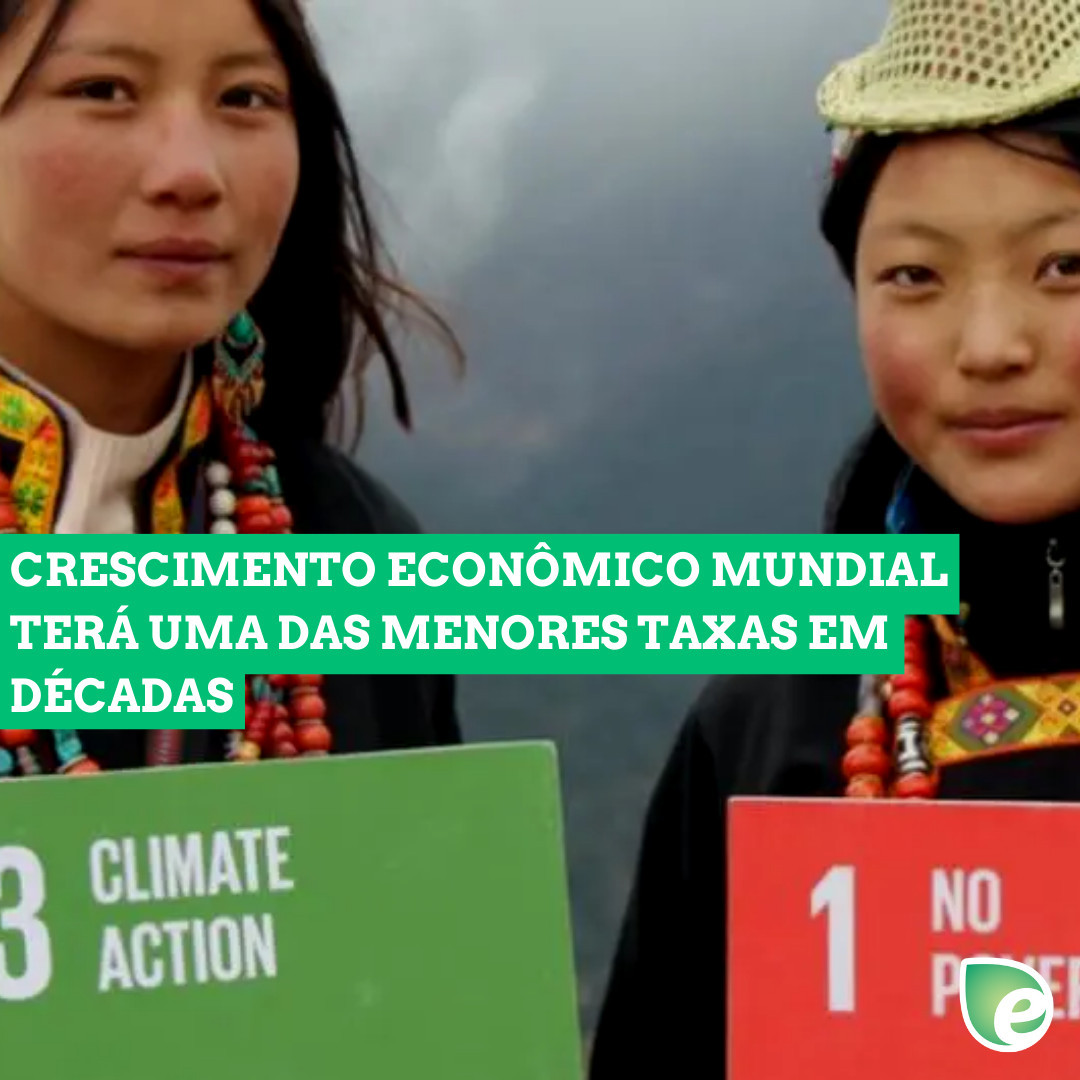 CRESCIMENTO ECONÔMICO MUNDIAL
TERÁ UMA DAS MENORES TAXAS EM
DÉCADAS
3 CLIMATE
ACTION
1 NO
e